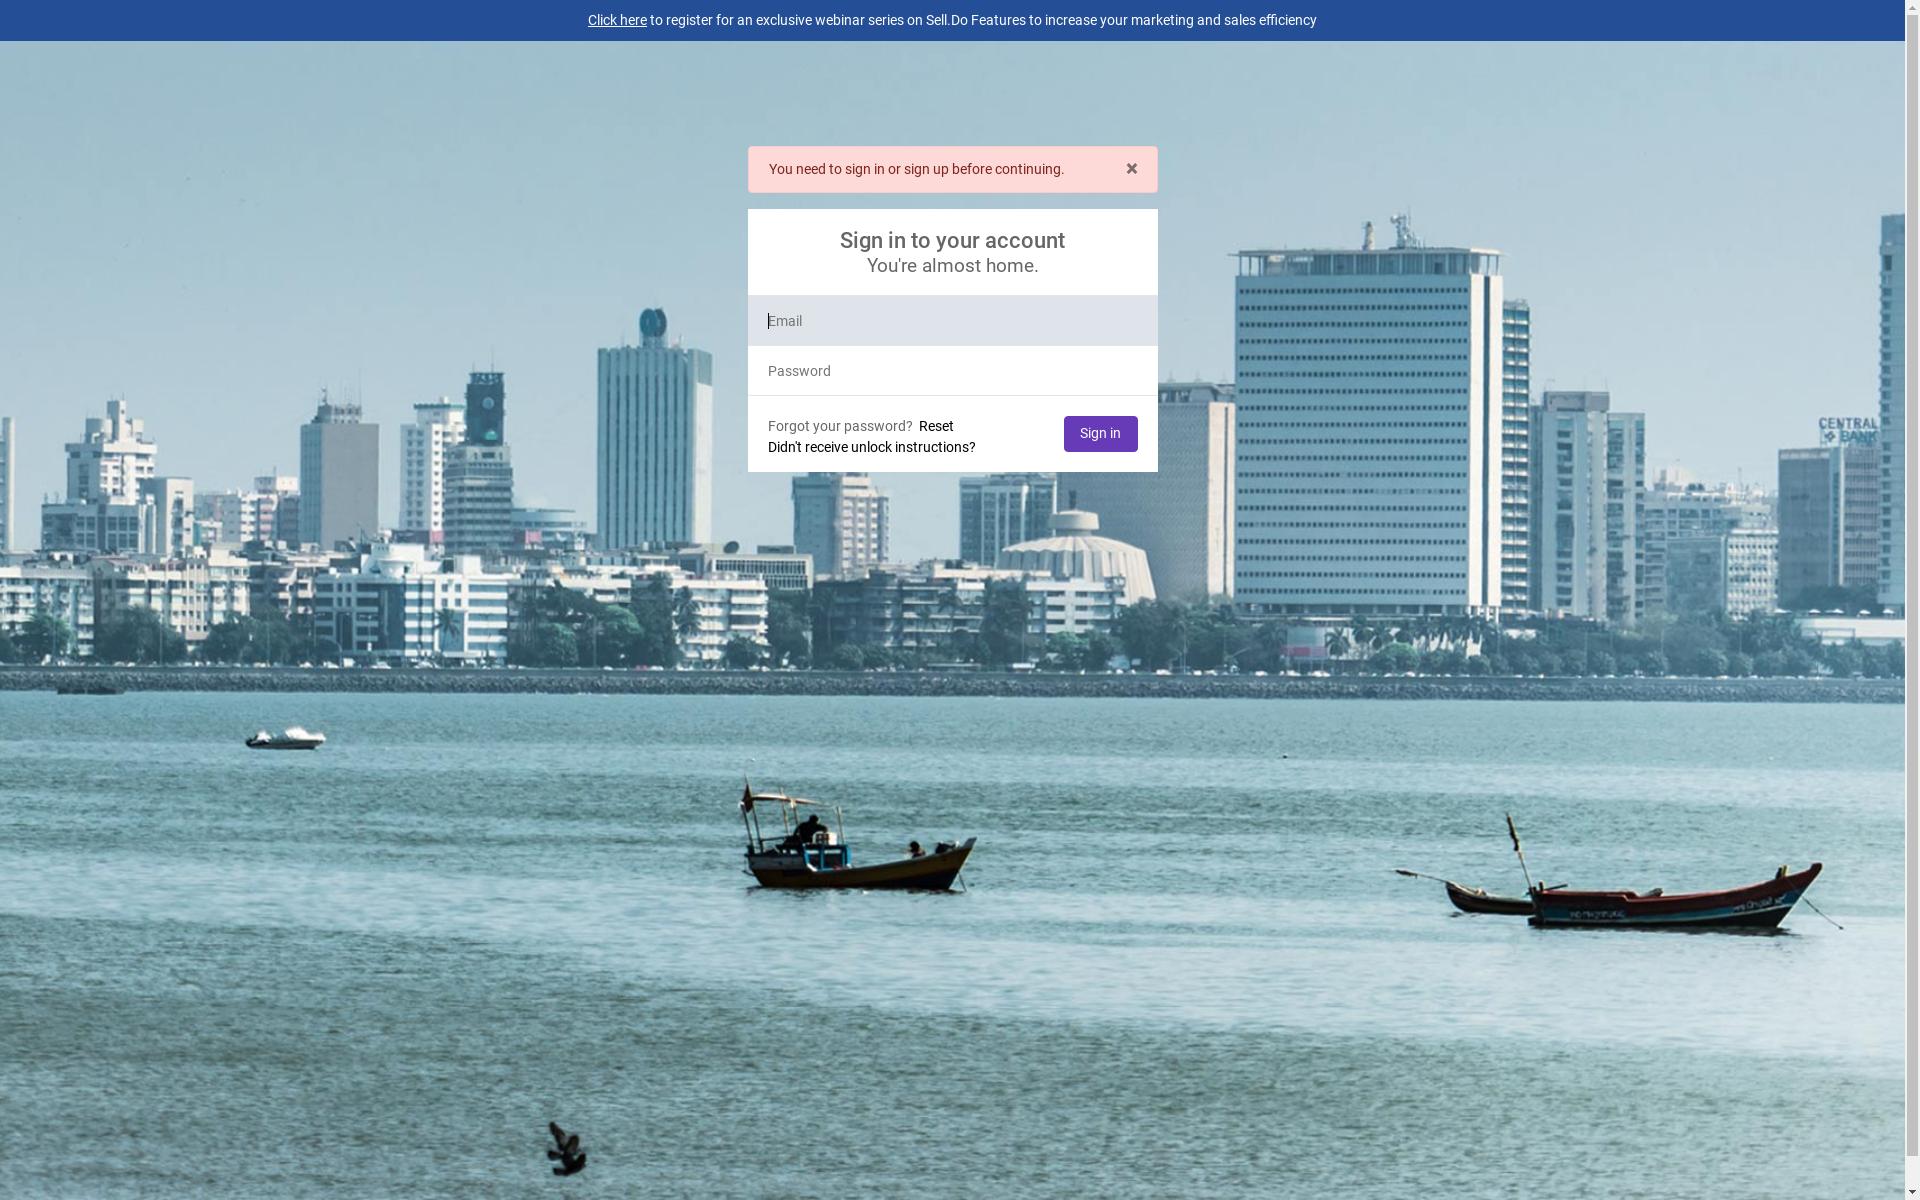 Click here to register for an exclusive webinar series on Sell.Do Features to increase your marketing and sales efficiency
You need to sign in or sign up before continuing.
×
Sign in to your account
You're almost home.
Email
Password
Forgot your password? Reset
Didn't receive unlock instructions?
Sign in
CENTRAL
BANK